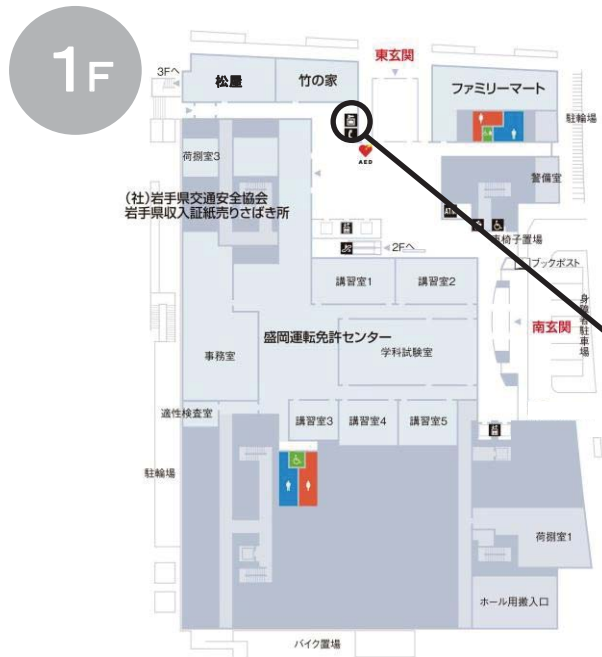 1F
東玄関
3Fへ
松屋
竹の家
ファミリーマート
駐輪場
AED
荷捌室3
警備室
(社)岩手県交通安全協会
岩手県収入証紙売りさばき所
ATM
車椅子置場
2Fへ
ブックポスト
講習室1
講習室2
身障者駐車場
南玄関
盛岡運転免許センター
学科試験室
事務室
適性検査室
講習室3
講習室4
講習室5
駐輪場
荷捌室1
ホール用搬入口
バイク置場